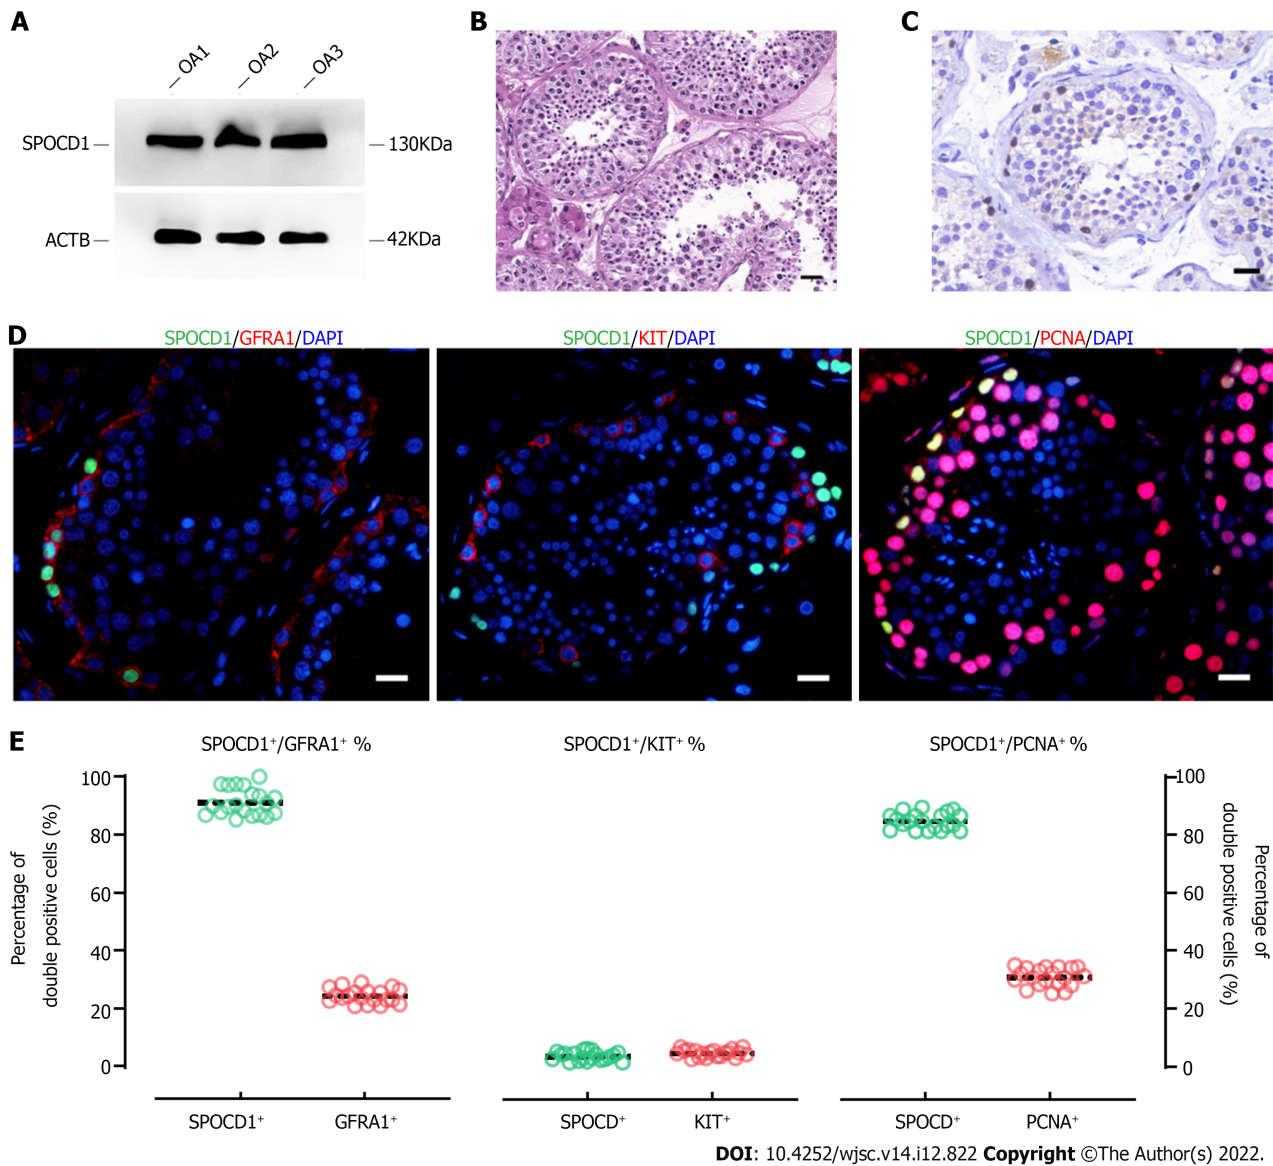 A
B
C
OA1
OA2
OA3
SPOCD1
130KDa
ACTB
42KDa
D
SPOCD1/GFRA1/DAPI
SPOCD1/KIT/DAPI
SPOCD1/PCNA/DAPI
E
SPOCD1⁺/GFRA1⁺ %
SPOCD1⁺/KIT⁺ %
SPOCD1⁺/PCNA⁺ %
Percentage of
double positive cells (%)
100
80
60
40
20
0
100
80
60
40
20
0
double positive cells (%)
Percentage of
SPOCD1⁺
GFRA1⁺
SPOCD⁺
KIT⁺
SPOCD⁺
PCNA⁺
DOI: 10.4252/wjsc.v14.i12.822 Copyright ©The Author(s) 2022.